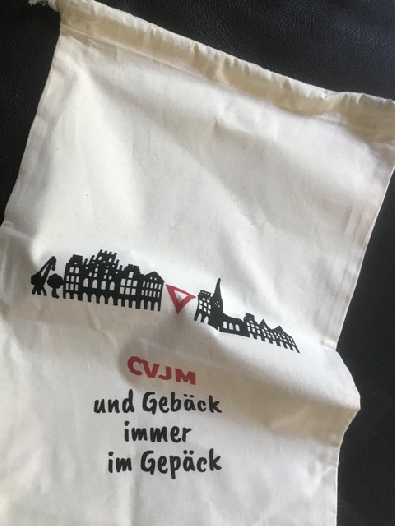 CVJM
und Gebäck
immer
im Gepäck